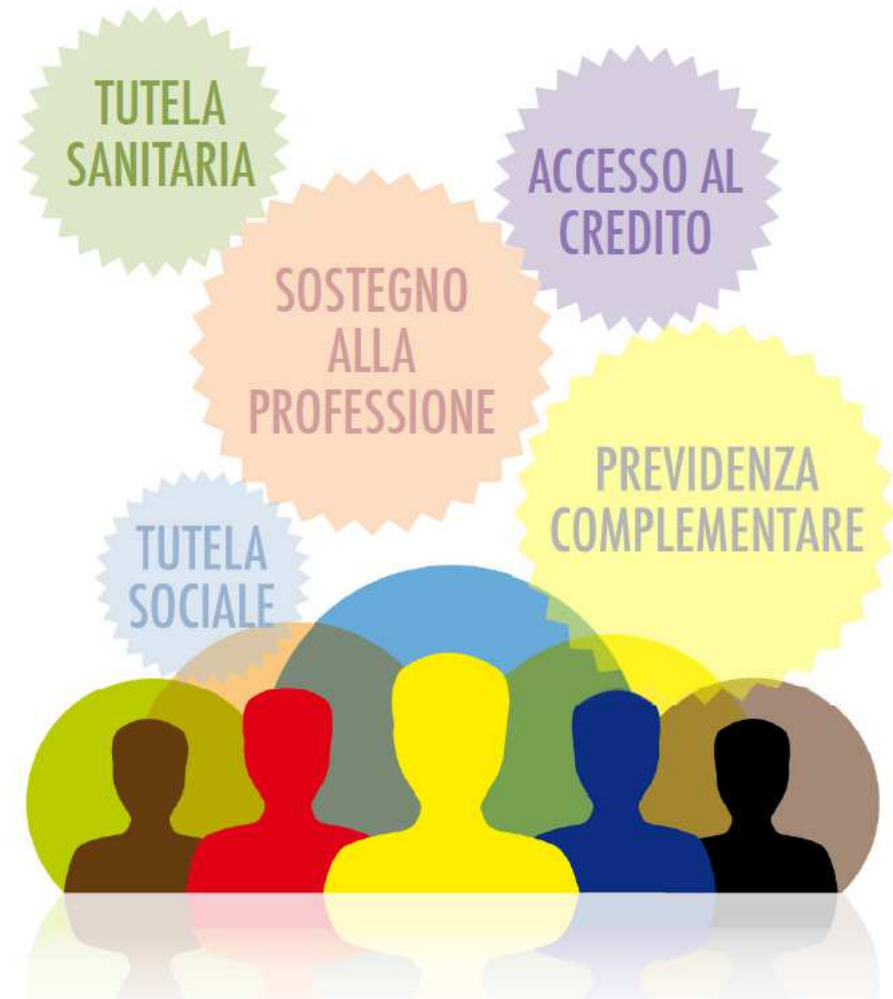 TUTELA
SANITARIA
ACCESSO AL
CREDITO
SOSTEGNO
ALLA
PROFESSIONE
PREVIDENZA
COMPLEMENTARE
TUTELA
SOCIALE